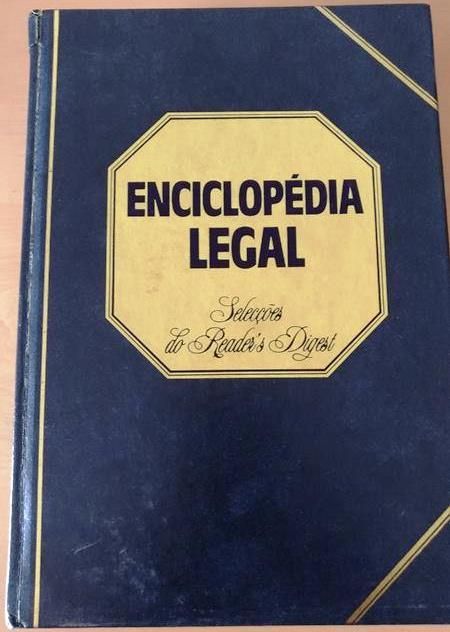 ENCICLOPÉDIA
LEGAL
Selecções
do Reader's Digest